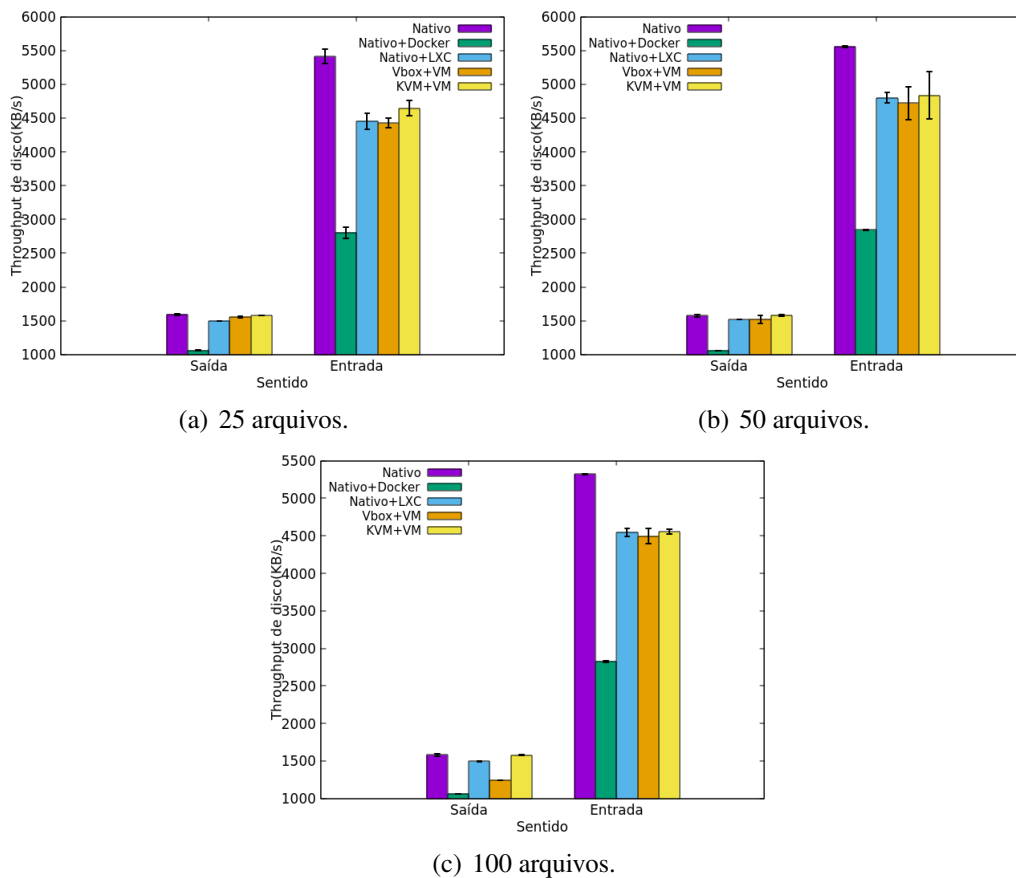 Throughput de disco(KB/s)
6000
5500
5000
4500
4000
3500
3000
2500
2000
1500
1000
Nativo
Nativo+Docker
Nativo+LXC
Vbox+VM
KVM+VM
Saída
Entrada
Sentido
(a) 25 arquivos.
Throughput de disco(KB/s)
6000
5500
5000
4500
4000
3500
3000
2500
2000
1500
1000
Nativo
Nativo+Docker
Nativo+LXC
Vbox+VM
KVM+VM
Saída
Entrada
Sentido
(b) 50 arquivos.
Throughput de disco(KB/s)
5500
5000
4500
4000
3500
3000
2500
2000
1500
1000
Nativo
Nativo+Docker
Nativo+LXC
Vbox+VM
KVM+VM
Saída
Entrada
Sentido
(c) 100 arquivos.